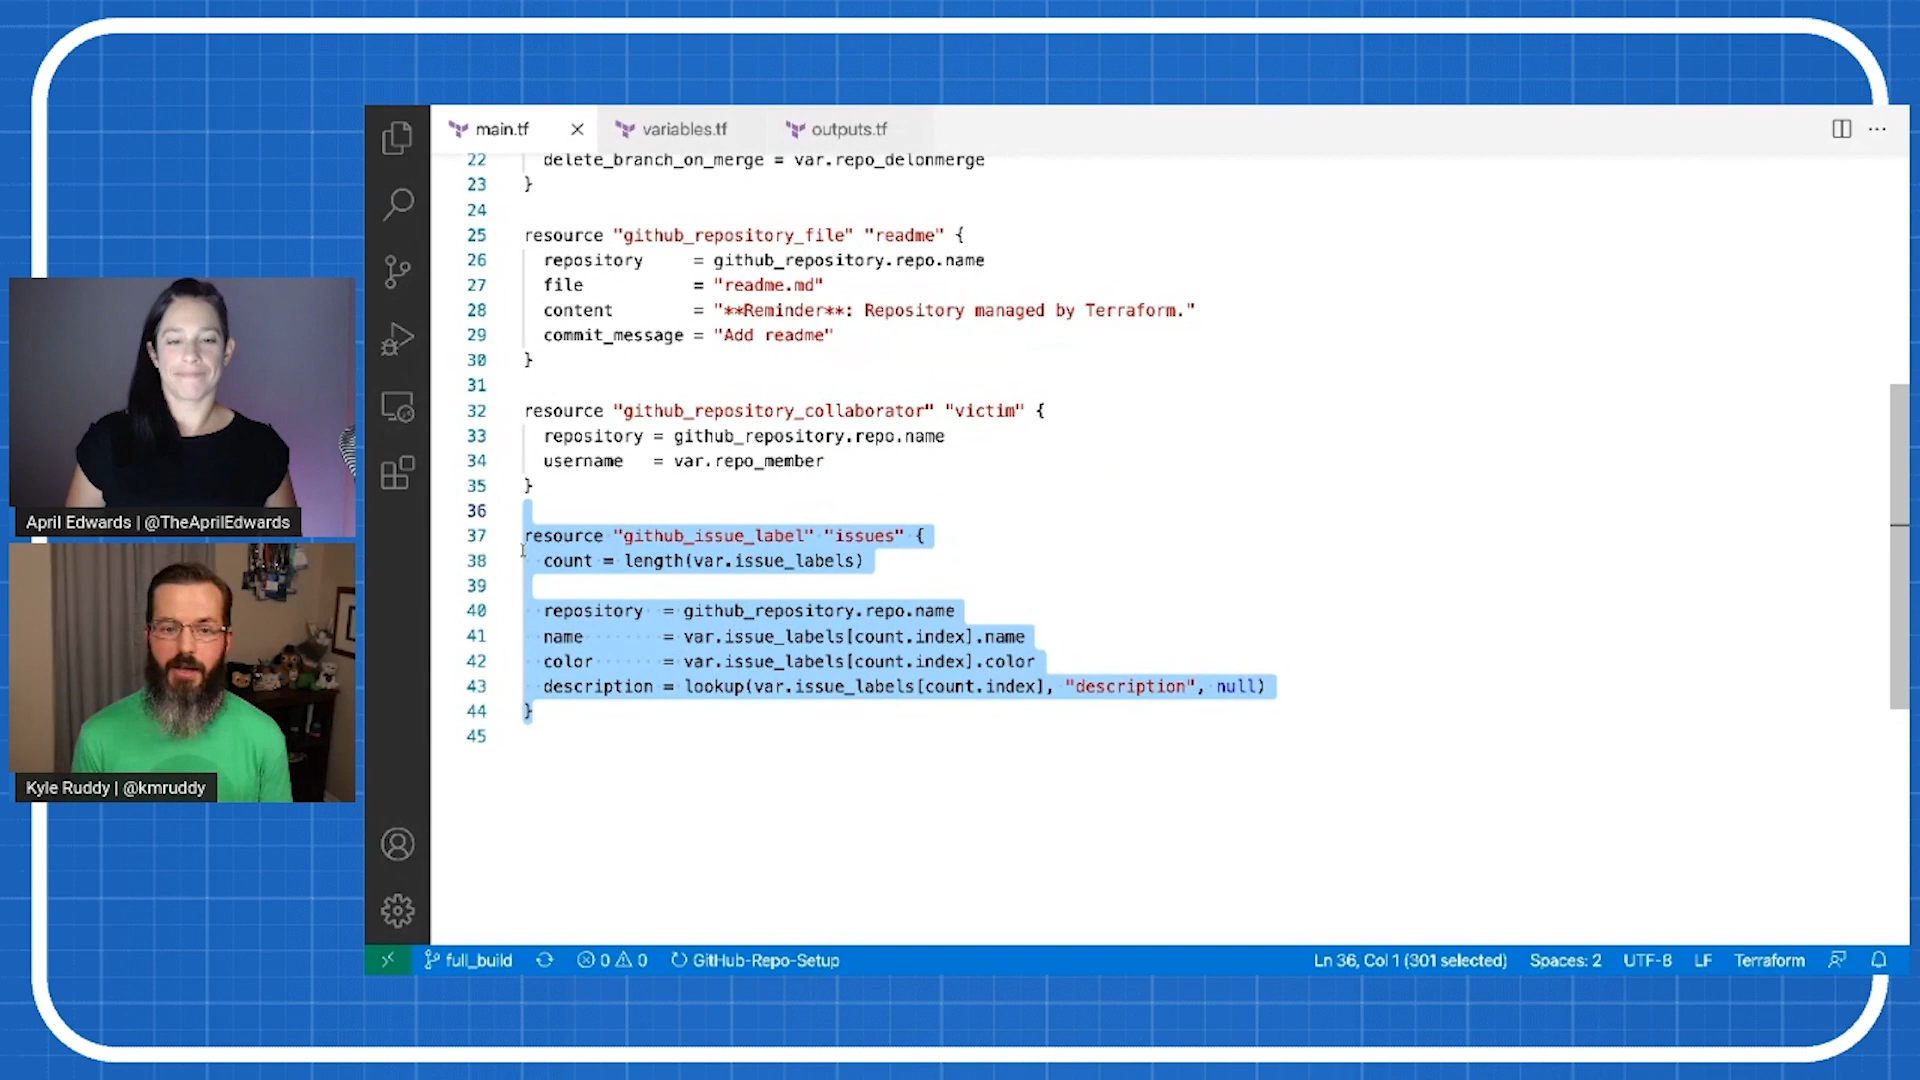 main.tf
variables.tf
outputs.tf
22 delete_branch_on_merge = var.repo_delonmerge
23 }
24
25 resource "github_repository_file" "readme" {
26 repository = github_repository.repo.name
27 file = "readme.md"
28 content = "**Reminder**: Repository managed by Terraform."
29 commit_message = "Add readme"
30 }
31
32 resource "github_repository_collaborator" "victim" {
33 repository = github_repository.repo.name
34 username = var.repo_member
35 }
36
37 resource "github_issue_label" "issues" {
38 count = length(var.issue_labels)
39
40 repository = github_repository.repo.name
41 name = var.issue_labels[count.index].name
42 color = var.issue_labels[count.index].color
43 description = lookup(var.issue_labels[count.index], "description", null)
44 }
45
April Edwards | @TheAprilEdwards
Kyle Ruddy | @kmruddy
full_build 0 0 GitHub-Repo-Setup Ln 36, Col 1 (301 selected) Spaces: 2 UTF-8 LF Terraform